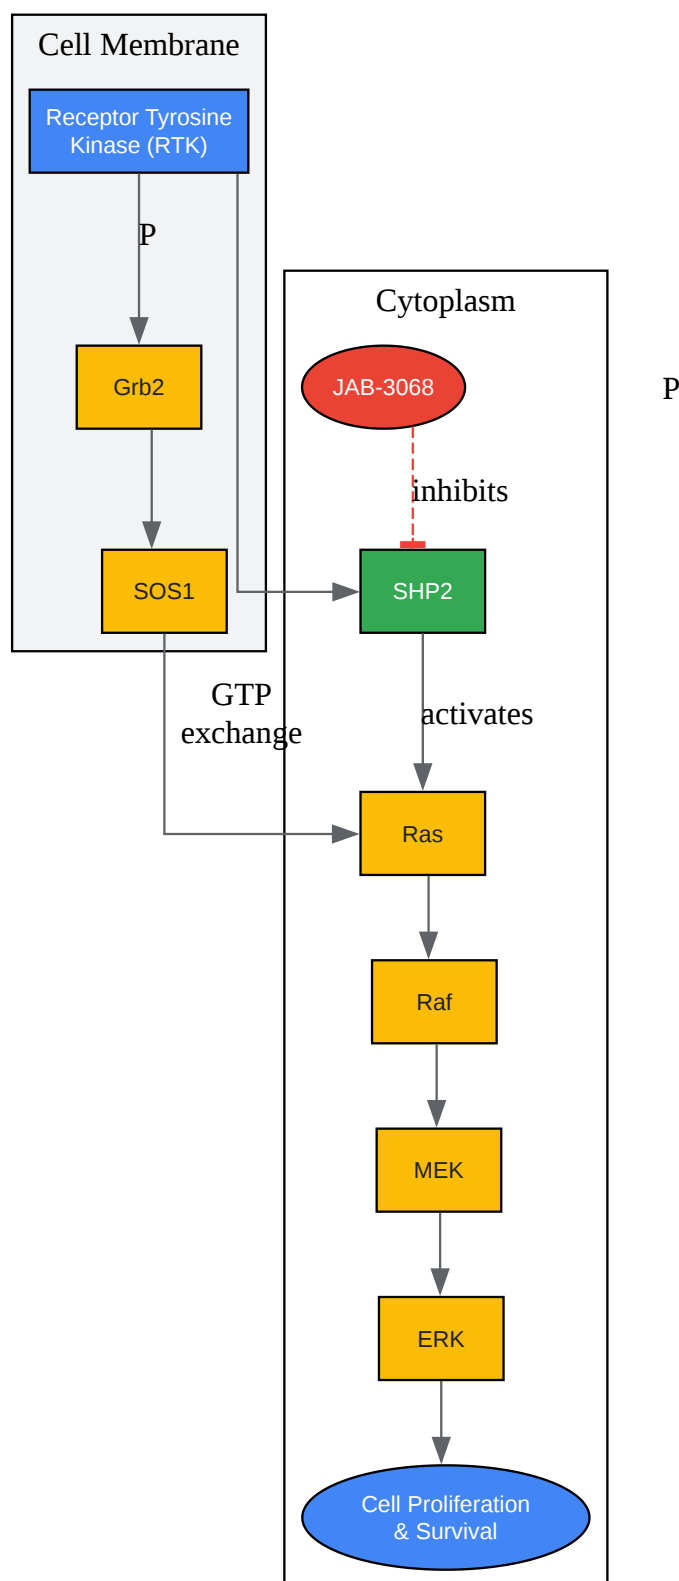 Cell Membrane
Receptor Tyrosine
Kinase (RTK)
P
Cytoplasm
Grb2
JAB-3068
P
inhibits
SOS1
SHP2
GTP
exchange
activates
Ras
Raf
MEK
ERK
Cell Proliferation
& Survival